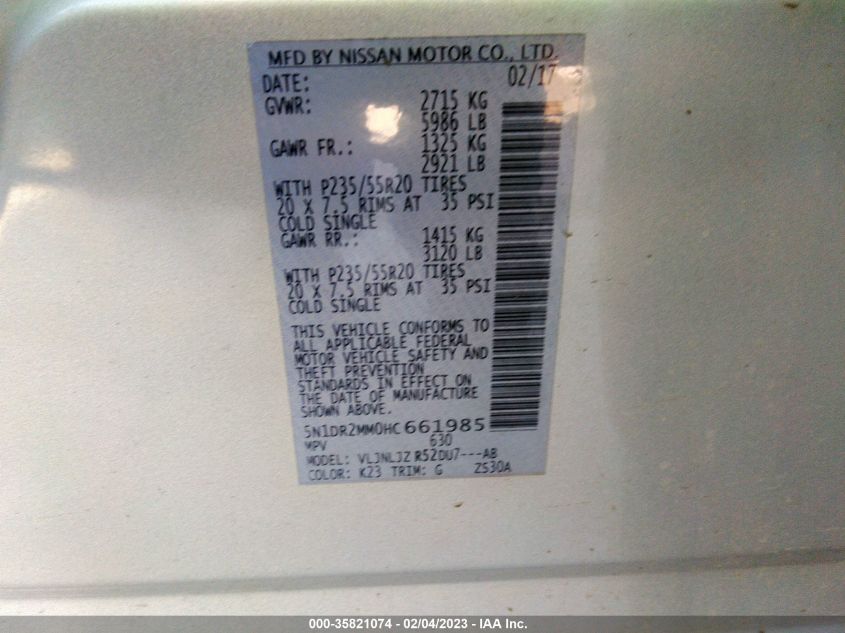 MFD BY NISSAN MOTOR CO., LTD.
DATE: 02/17
GVWR: 2715 KG
5986 LB
GAWR FR.: 1325 KG
2921 LB
WITH P235/55R20 TIRES
20 X 7.5 RIMS AT 35 PSI
COLD SINGLE
GAWR RR.: 1415 KG
3120 LB
WITH P235/55R20 TIRES
20 X 7.5 RIMS AT 35 PSI
COLD SINGLE
THIS VEHICLE CONFORMS TO
ALL APPLICABLE FEDERAL
MOTOR VEHICLE SAFETY AND
THEFT PREVENTION
STANDARDS IN EFFECT ON
THE DATE OF MANUFACTURE
SHOWN ABOVE.
5N1DR2MM0HC661985
MPV 630
MODEL: VLJNLJZ R52DU7---AB
COLOR: K23 TRIM: G ZS30A
000-35821074 - 02/04/2023 - IAA Inc.